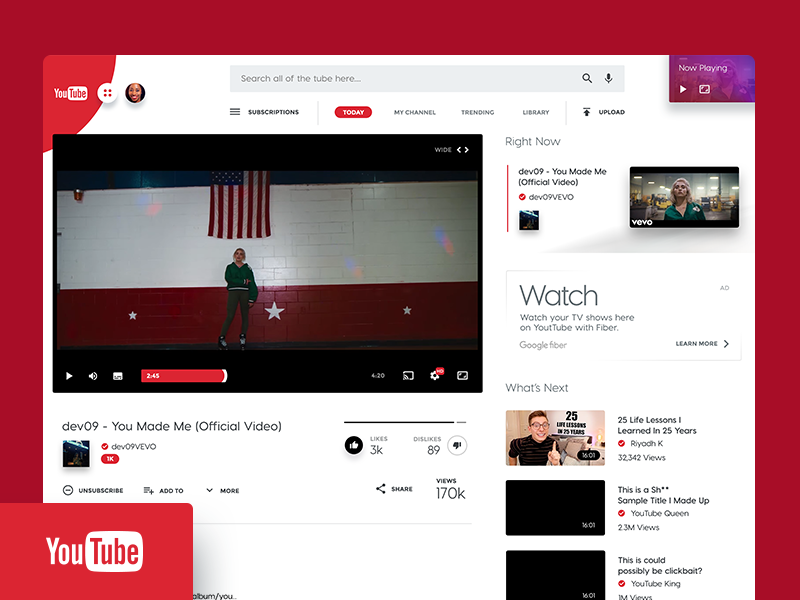 YouTube
Search all of the tube here...
Now Playing
SUBSCRIPTIONS
TODAY
MY CHANNEL
TRENDING
LIBRARY
UPLOAD
WIDE
2:45
4:20
HD
dev09 - You Made Me (Official Video)
dev09VEVO
1K
LIKES
3k
DISLIKES
89
UNSUBSCRIBE
ADD TO
MORE
SHARE
VIEWS
170k
album/you..
YouTube
Right Now
dev09 - You Made Me
(Official Video)
dev09VEVO
vevo
Watch
AD
Watch your TV shows here
on YouTube with Fiber.
Google fiber
LEARN MORE
What's Next
25
LIFE LESSONS
IN 25 YEARS
16:01
25 Life Lessons I
Learned In 25 Years
Riyadh K
32,342 Views
16:01
This is a Sh**
Sample Title I Made Up
YouTube Queen
2.3M Views
16:01
This is could
possibly be clickbait?
YouTube King
1M Views